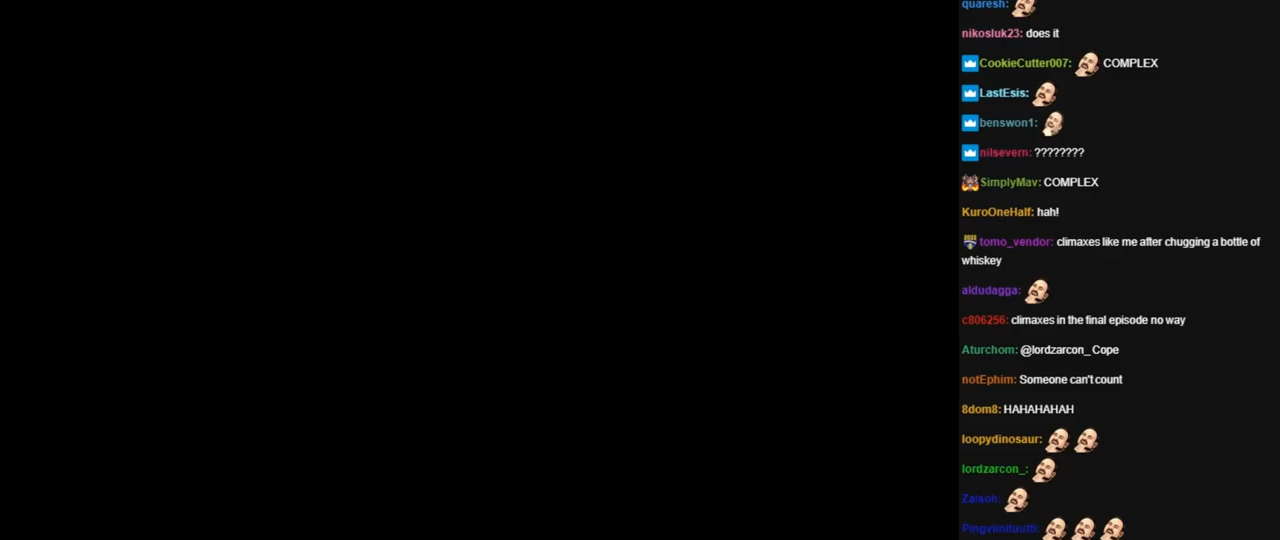 quaresh:
nikosluk23: does it
CookieCutter007: COMPLEX
LastEsis:
benswon1:
nilsevern: ????????
SimplyMav: COMPLEX
KuroOneHalf: hah!
tomo_vendor: climaxes like me after chugging a bottle of
whiskey
aldudagga:
c806256: climaxes in the final episode no way
Aturchom: @lordzarcon_ Cope
notEphim: Someone can't count
8dom8: HAHAHAHAH
loopydinosaur:
lordzarcon_:
Zaison: